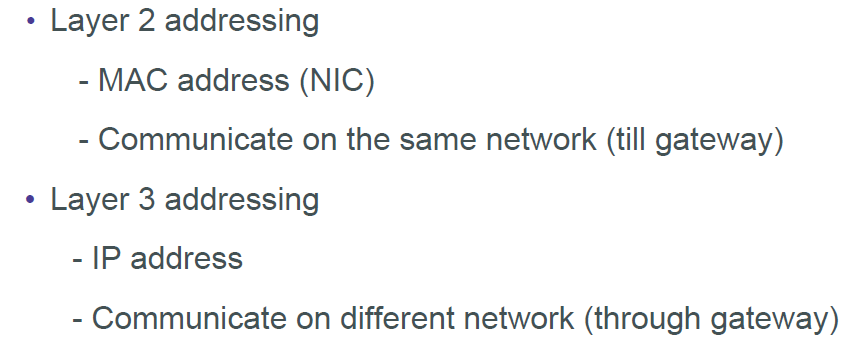 • Layer 2 addressing
- MAC address (NIC)
- Communicate on the same network (till gateway)
• Layer 3 addressing
- IP address
- Communicate on different network (through gateway)